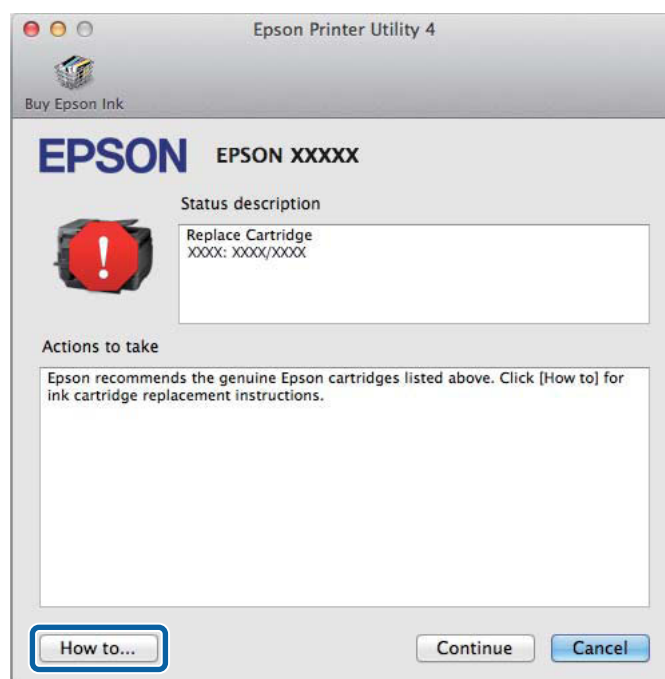 Epson Printer Utility 4
Buy Epson Ink
EPSON EPSON XXXXX
Status description
Replace Cartridge
XXXX: XXXX/XXXX
Actions to take
Epson recommends the genuine Epson cartridges listed above. Click [How to] for
ink cartridge replacement instructions.
How to... Continue Cancel